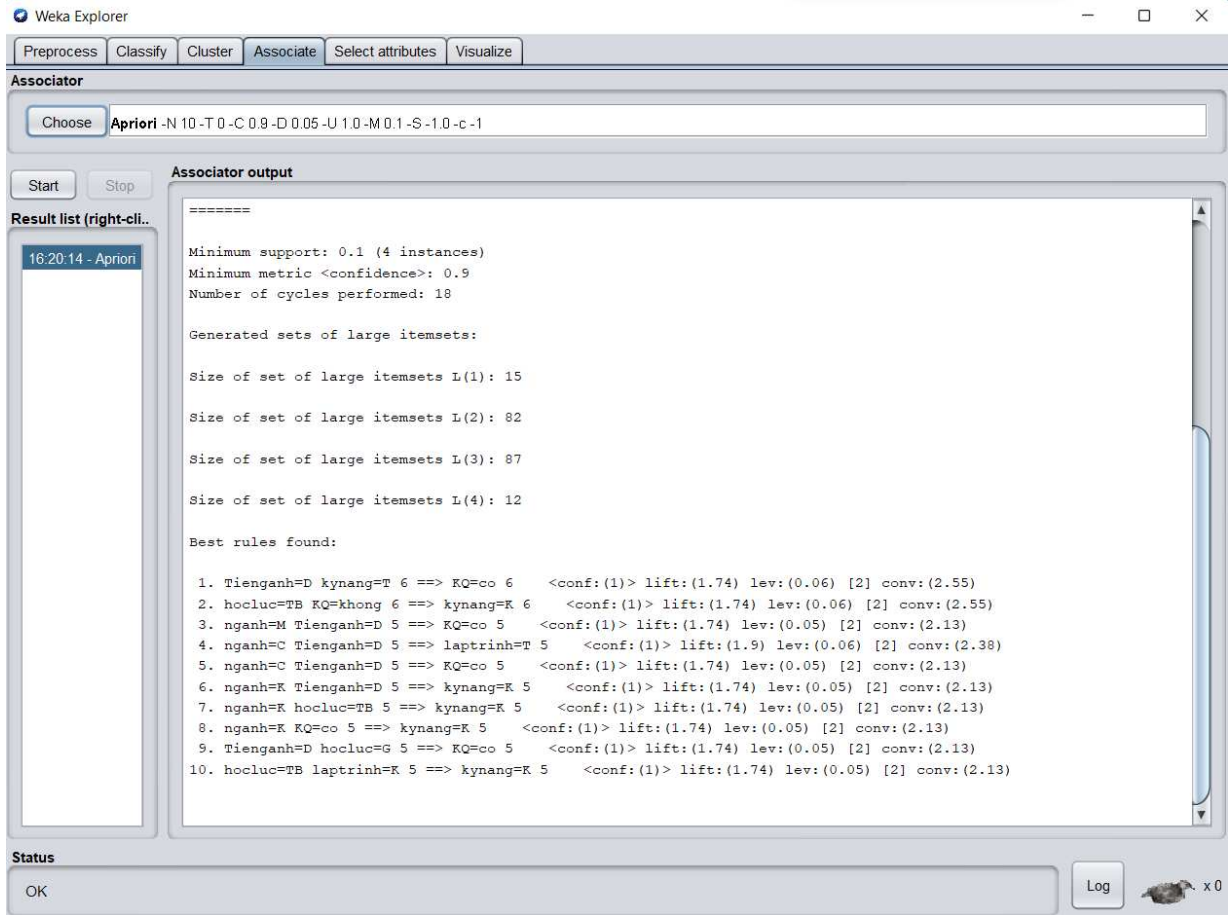 Weka Explorer
Preprocess Classify Cluster Associate Select attributes Visualize
Associator
Choose Apriori -N 10 -T 0 -C 0.9 -D 0.05 -U 1.0 -M 0.1 -S -1.0 -c -1
Start Stop
Result list (right-cli..
16:20:14 - Apriori
Associator output
=======
Minimum support: 0.1 (4 instances)
Minimum metric <confidence>: 0.9
Number of cycles performed: 18
Generated sets of large itemsets:
Size of set of large itemsets L(1): 15
Size of set of large itemsets L(2): 82
Size of set of large itemsets L(3): 87
Size of set of large itemsets L(4): 12
Best rules found:
1. Tienganh=D kynang=T 6 ==> KQ=co 6 <conf:(1)> lift:(1.74) lev:(0.06) [2] conv:(2.55)
2. hocluc=TB KQ=khong 6 ==> kynang=K 6 <conf:(1)> lift:(1.74) lev:(0.06) [2] conv:(2.55)
3. nganh=M Tienganh=D 5 ==> KQ=co 5 <conf:(1)> lift:(1.74) lev:(0.05) [2] conv:(2.13)
4. nganh=C Tienganh=D 5 ==> laptrinh=T 5 <conf:(1)> lift:(1.9) lev:(0.06) [2] conv:(2.38)
5. nganh=C Tienganh=D 5 ==> KQ=co 5 <conf:(1)> lift:(1.74) lev:(0.05) [2] conv:(2.13)
6. nganh=K Tienganh=D 5 ==> kynang=K 5 <conf:(1)> lift:(1.74) lev:(0.05) [2] conv:(2.13)
7. nganh=K hocluc=TB 5 ==> kynang=K 5 <conf:(1)> lift:(1.74) lev:(0.05) [2] conv:(2.13)
8. nganh=K KQ=co 5 ==> kynang=K 5 <conf:(1)> lift:(1.74) lev:(0.05) [2] conv:(2.13)
9. Tienganh=D hocluc=G 5 ==> KQ=co 5 <conf:(1)> lift:(1.74) lev:(0.05) [2] conv:(2.13)
10. hocluc=TB laptrinh=K 5 ==> kynang=K 5 <conf:(1)> lift:(1.74) lev:(0.05) [2] conv:(2.13)
Status
OK
Log x 0